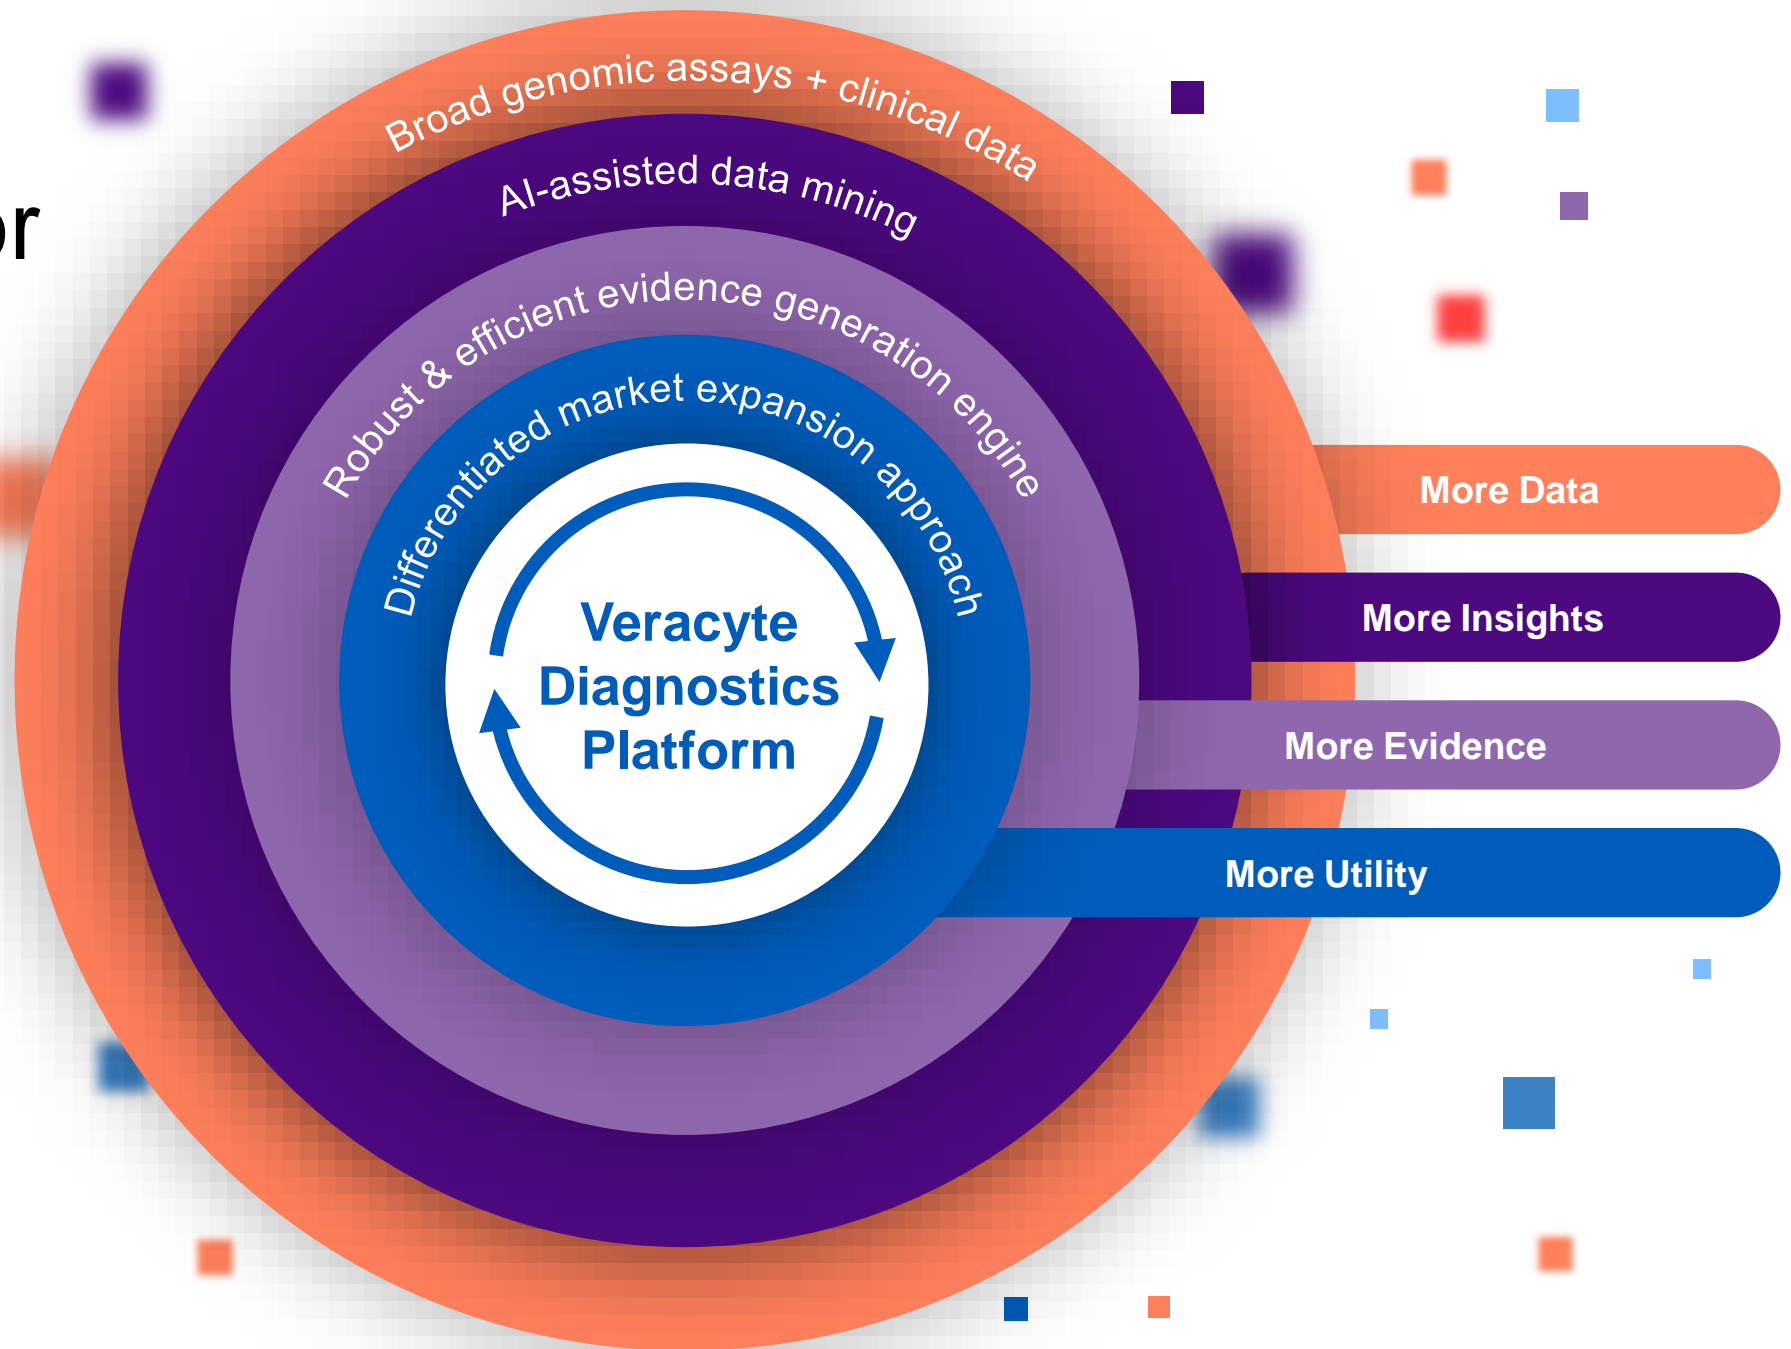 Broad genomic assays + clinical data
AI-assisted data mining
Robust & efficient evidence generation engine
Differentiated market expansion approach
Veracyte
Diagnostics
Platform
More Data
More Insights
More Evidence
More Utility